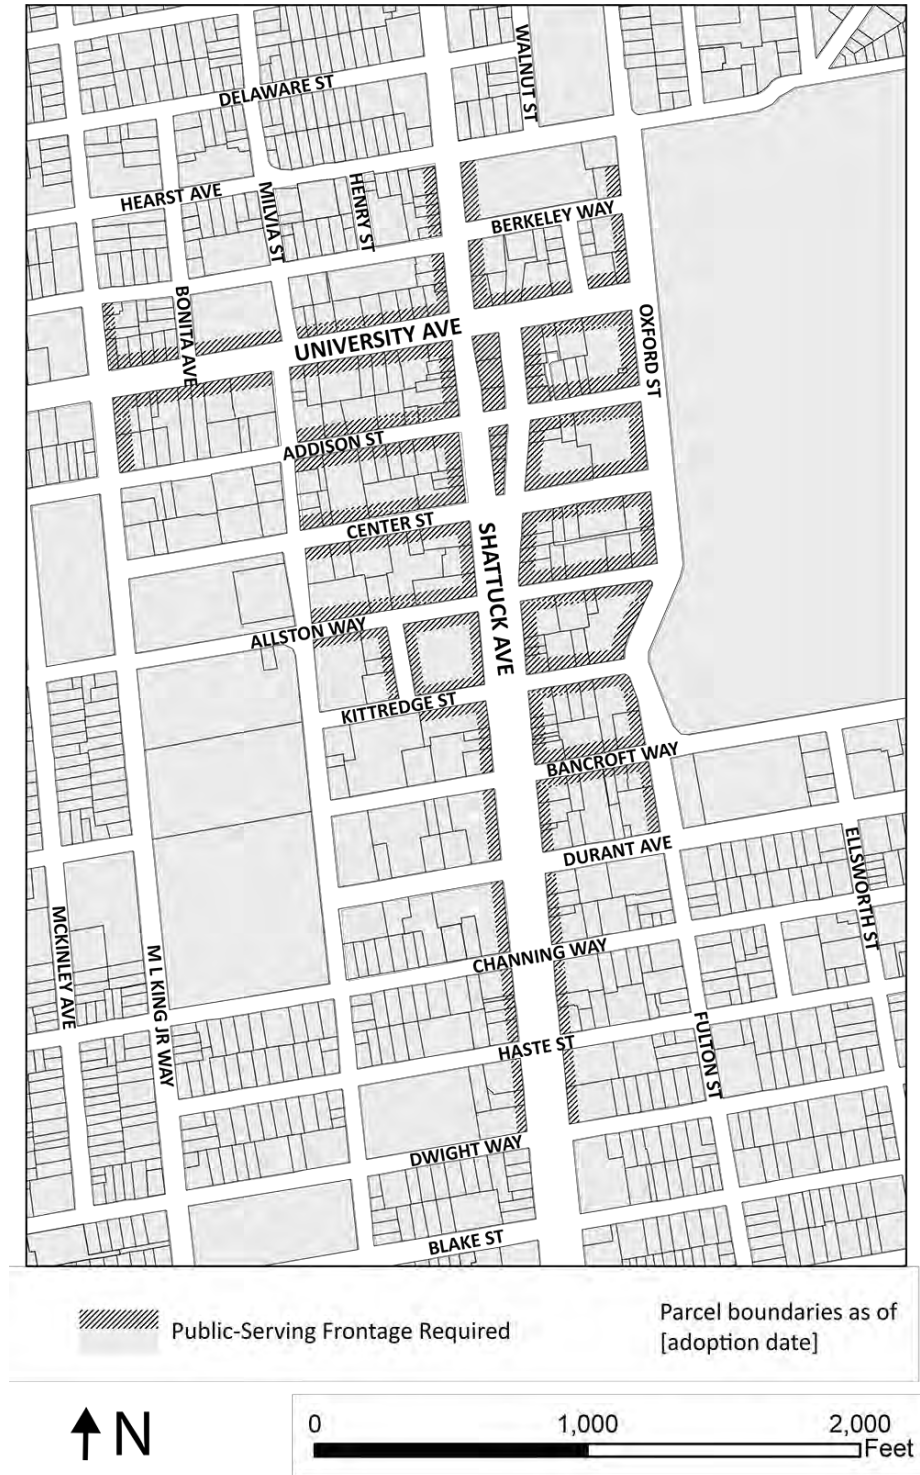 WALNUT ST
DELAWARE ST
HEARST AVE
MILVIA ST
HENRY ST
BERKELEY WAY
BONITA AVE
UNIVERSITY AVE
OXFORD ST
ADDISON ST
CENTER ST
SHATTUCK AVE
ALLSTON WAY
KITTREDGE ST
BANCROFT WAY
DURANT AVE
ELLSWORTH ST
MCKINLEY AVE
M L KING JR WAY
CHANNING WAY
HASTE ST
FULTON ST
DWIGHT WAY
BLAKE ST
Public-Serving Frontage Required
Parcel boundaries as of
[adoption date]
N
0 1,000 2,000
Feet